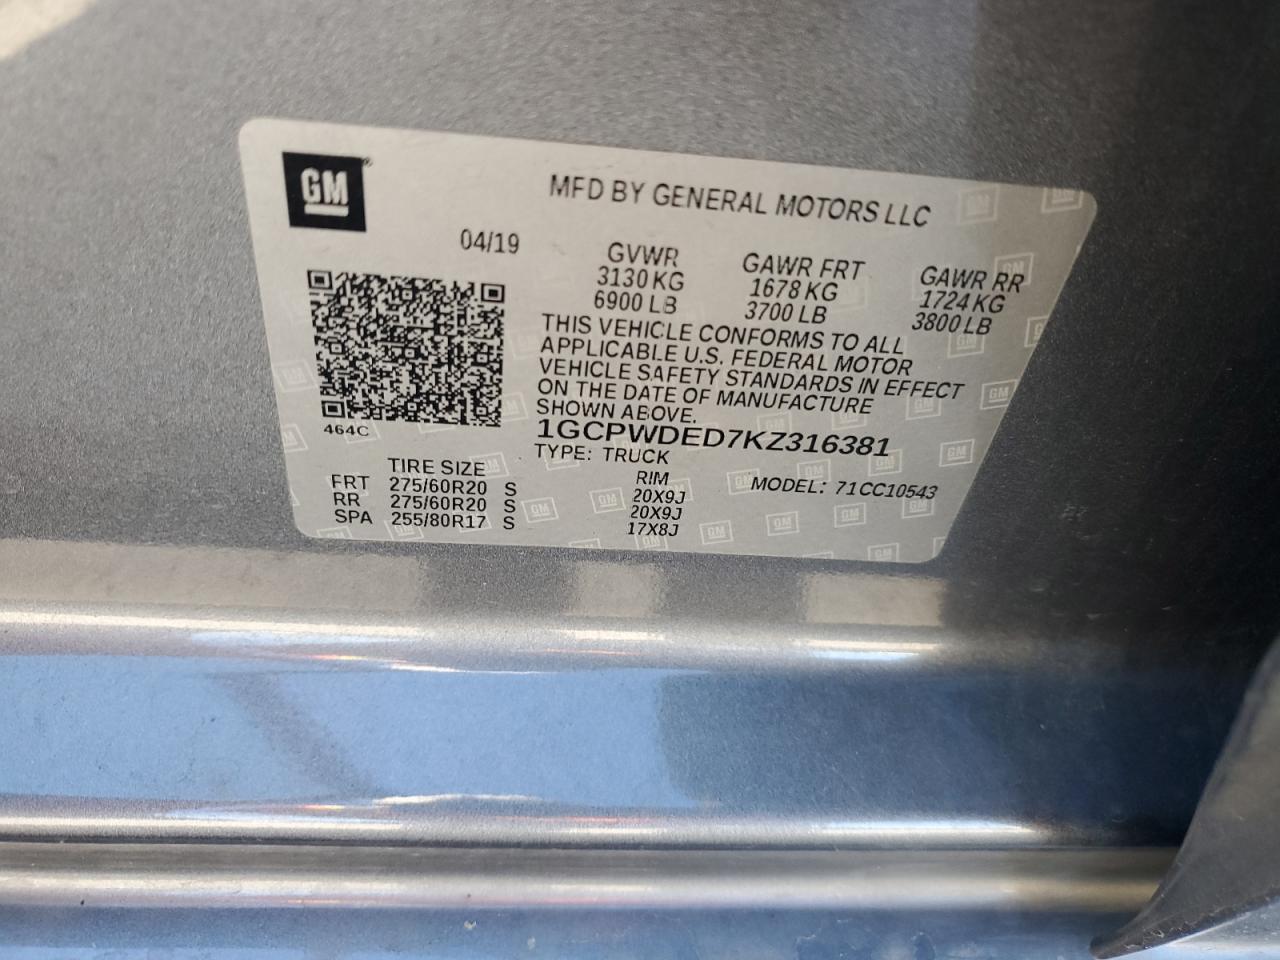 GM®
MFD BY GENERAL MOTORS LLC
04/19
GVWR GAWR FRT GAWR RR
3130 KG 1678 KG 1724 KG
6900 LB 3700 LB 3800 LB
THIS VEHICLE CONFORMS TO ALL
APPLICABLE U.S. FEDERAL MOTOR
VEHICLE SAFETY STANDARDS IN EFFECT
ON THE DATE OF MANUFACTURE
SHOWN ABOVE.
464C
1GCPWDED7KZ316381
TYPE: TRUCK
MODEL: 71CC10543
TIRE SIZE RIM
FRT 275/60R20 S 20X9J
RR 275/60R20 S 20X9J
SPA 255/80R17 S 17X8J